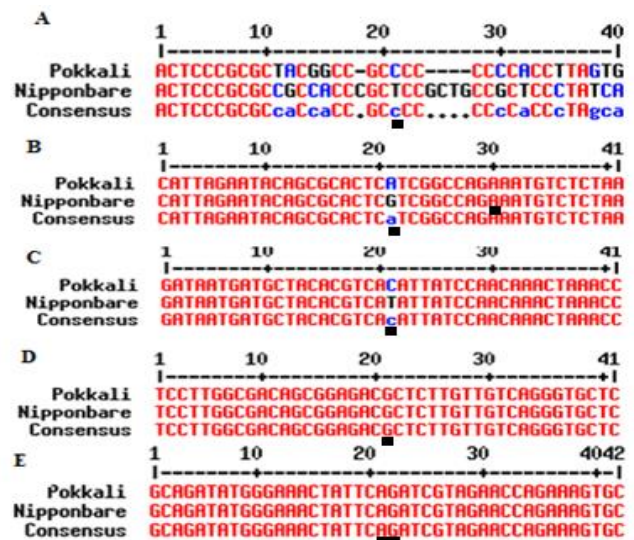 A
1 10 20 30 40
|--------+---------+---------+---------|
Pokkali ACTCCCGCGCTACGGCC-GCCCC----CCCCACCTTAGTG
Nipponbare ACTCCCGCGCCGCCACCCGCTCCGCTGCCGCTCCCTATCA
Consensus ACTCCCGCGCcaCcaCC.GCcCC....CCcCaCCcTAgca
B
1 10 20 30 41
|--------+---------+---------+----------|
Pokkali CATTAGAATACAGCGCACTCATCGGCCAGAAATGTCTCTAA
Nipponbare CATTAGAATACAGCGCACTCGTCGGCCAGAAATGTCTCTAA
Consensus CATTAGAATACAGCGCACTCaTCGGCCAGAAATGTCTCTAA
C
1 10 20 30 41
|--------+---------+---------+----------|
Pokkali GATAATGATGCTACACGTCACATTATCCAACAAACTAAACC
Nipponbare GATAATGATGCTACACGTCATATTATCCAACAAACTAAACC
Consensus GATAATGATGCTACACGTCAcATTATCCAACAAACTAAACC
D
1 10 20 30 41
|--------+---------+---------+----------|
Pokkali TCCTTGGCGACAGCGGAGACGCTCTTGTTGTCAGGGTGCTC
Nipponbare TCCTTGGCGACAGCGGAGACGCTCTTGTTGTCAGGGTGCTC
Consensus TCCTTGGCGACAGCGGAGACGCTCTTGTTGTCAGGGTGCTC
E
1 10 20 30 4042
|--------+---------+---------+---------+-|
Pokkali GCAGATATGGGAAACTATTCAGATCGTAGAACCAGAAAGTGC
Nipponbare GCAGATATGGGAAACTATTCAGATCGTAGAACCAGAAAGTGC
Consensus GCAGATATGGGAAACTATTCAGATCGTAGAACCAGAAAGTGC